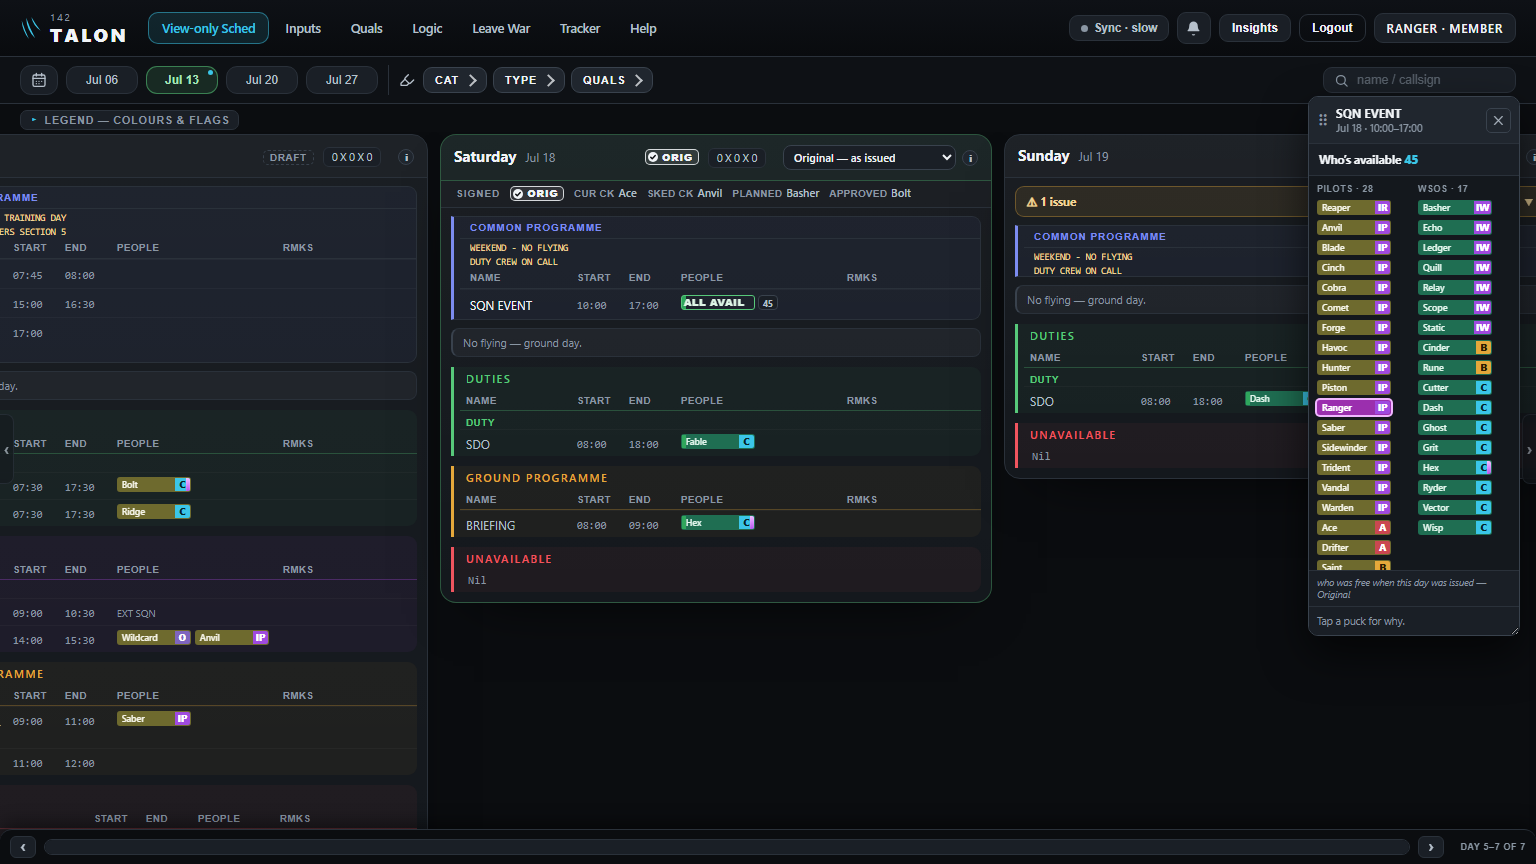 142
TALON
View-only Sched
Inputs
Quals
Logic
Leave War
Tracker
Help
Sync · slow
Insights
Logout
RANGER · MEMBER
Jul 06
Jul 13
Jul 20
Jul 27
CAT
TYPE
QUALS
name / callsign
LEGEND — COLOURS & FLAGS
DRAFT
0X0X0
RAMME
TRAINING DAY
ERS SECTION 5
START END PEOPLE RMKS
07:45 08:00
15:00 16:30
17:00
day.
START END PEOPLE RMKS
07:30 17:30 Bolt C
07:30 17:30 Ridge C
START END PEOPLE RMKS
09:00 10:30 EXT SQN
14:00 15:30 Wildcard O Anvil IP
RAMME
START END PEOPLE RMKS
09:00 11:00 Saber IP
11:00 12:00
START END PEOPLE RMKS
Saturday Jul 18
ORIG
0X0X0
Original — as issued
SIGNED ORIG CUR CK Ace SKED CK Anvil PLANNED Basher APPROVED Bolt
COMMON PROGRAMME
WEEKEND - NO FLYING
DUTY CREW ON CALL
NAME START END PEOPLE RMKS
SQN EVENT 10:00 17:00 ALL AVAIL 45
No flying — ground day.
DUTIES
NAME START END PEOPLE RMKS
DUTY
SDO 08:00 18:00 Fable C
GROUND PROGRAMME
NAME START END PEOPLE RMKS
BRIEFING 08:00 09:00 Hex C
UNAVAILABLE
Nil
Sunday Jul 19
1 issue
COMMON PROGRAMME
WEEKEND - NO FLYING
DUTY CREW ON CALL
No flying — ground day.
DUTIES
NAME START END PEOPLE
DUTY
SDO 08:00 18:00 Dash
UNAVAILABLE
Nil
SQN EVENT
Jul 18 · 10:00–17:00
Who's available 45
PILOTS · 28 WSOS · 17
Reaper IR Basher IW
Anvil IP Echo IW
Blade IP Ledger IW
Cinch IP Quill IW
Cobra IP Relay IW
Comet IP Scope IW
Forge IP Static IW
Havoc IP Cinder B
Hunter IP Rune B
Piston IP Cutter C
Ranger IP Dash C
Saber IP Ghost C
Sidewinder IP Grit C
Trident IP Hex C
Vandal IP Ryder C
Warden IP Vector C
Ace A Wisp C
Drifter A
Saint B
who was free when this day was issued —
Original
Tap a puck for why.
DAY 5–7 OF 7